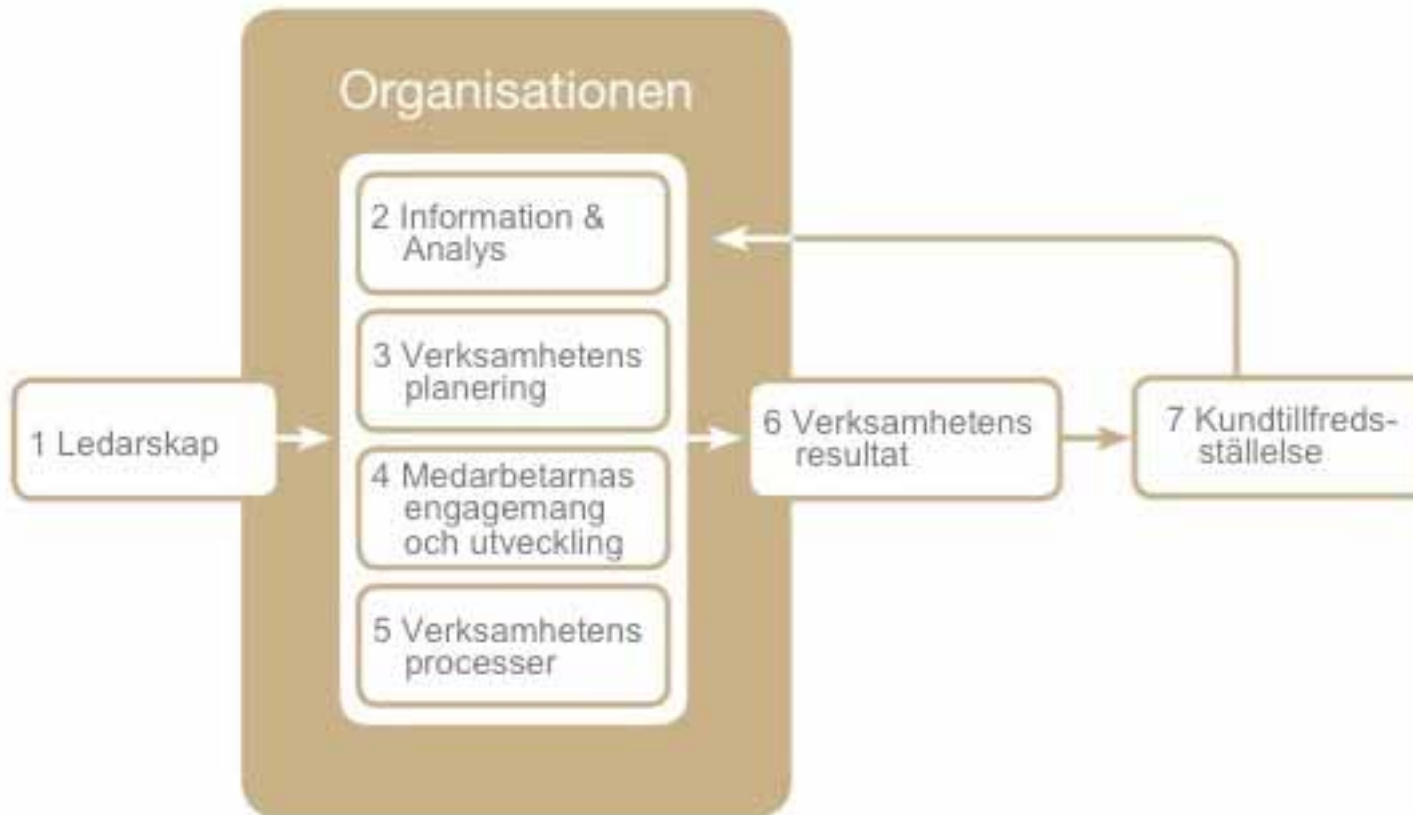 Organisationen
2 Information &
Analys
3 Verksamhetens
planering
1 Ledarskap
4 Medarbetarnas
engagemang
och utveckling
5 Verksamhetens
processer
6 Verksamhetens
resultat
7 Kundtillfreds-
ställelse